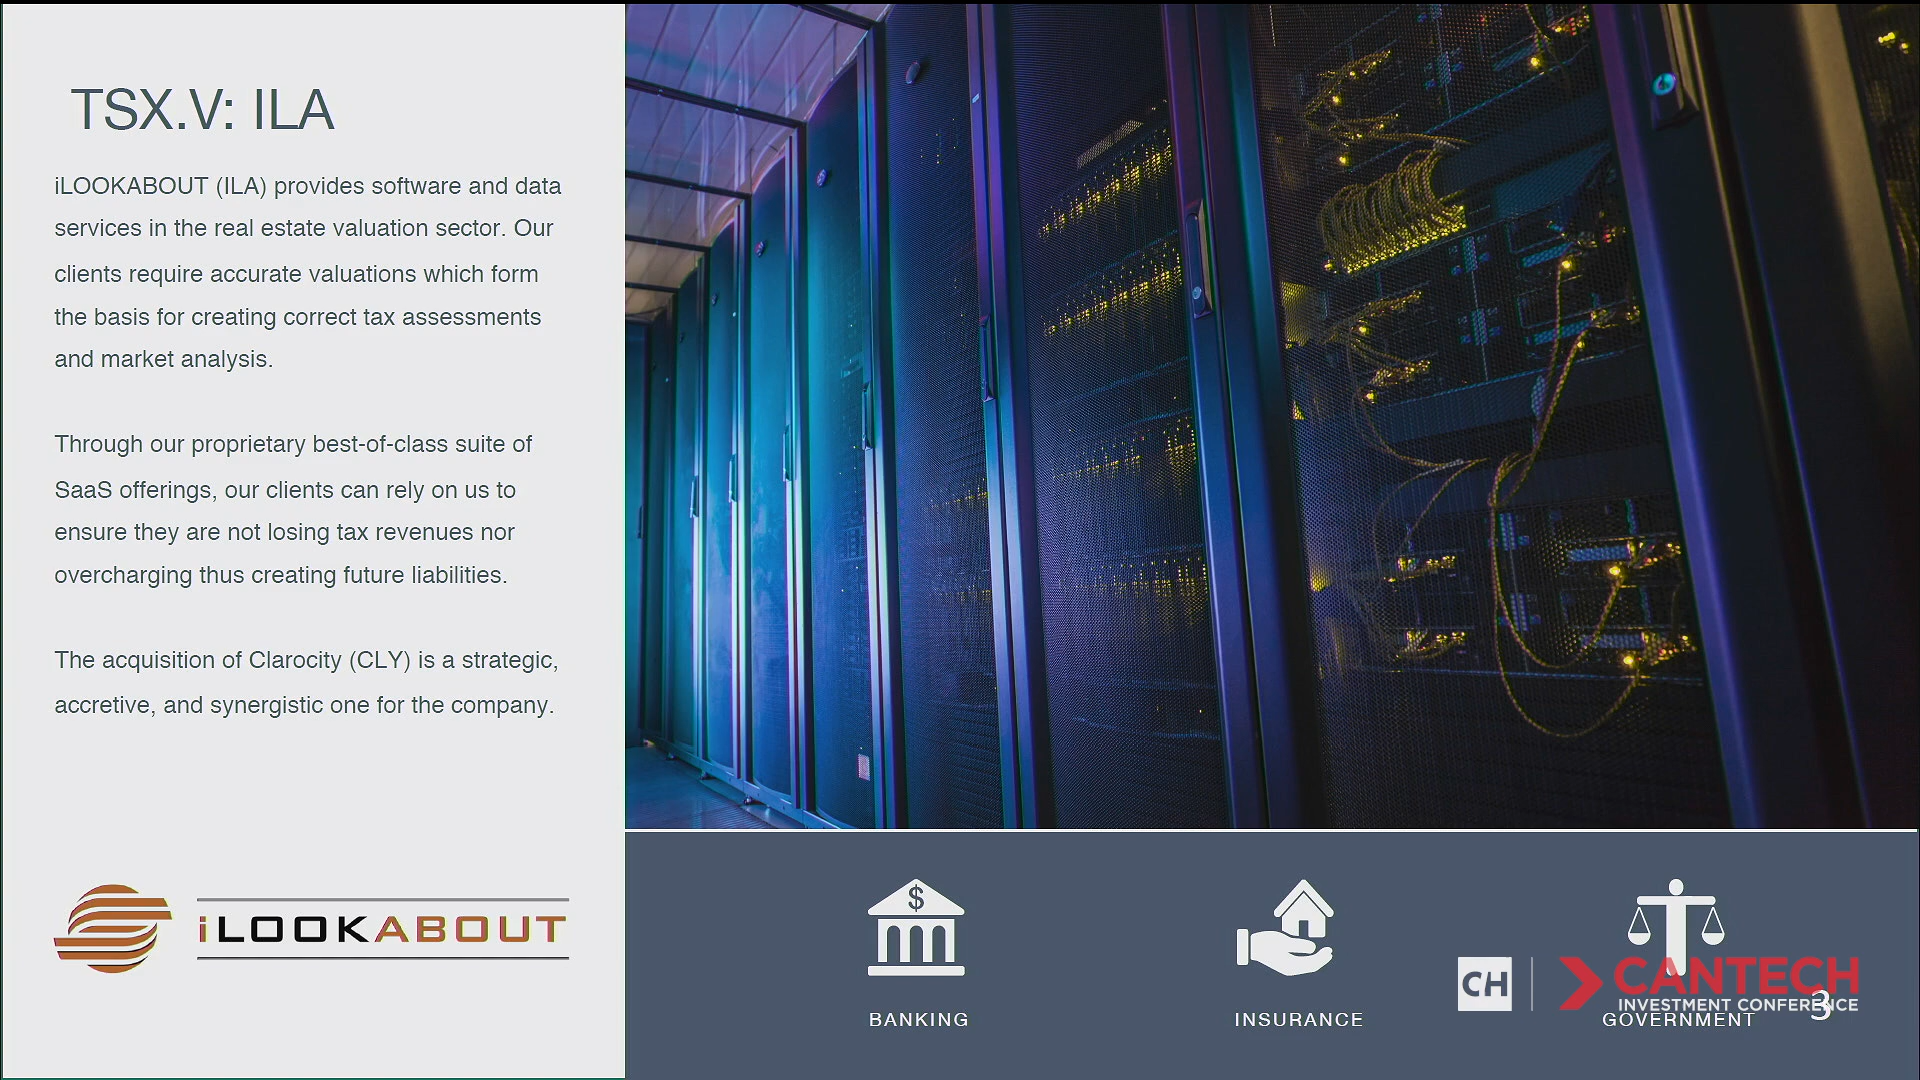 TSX.V: ILA
iLOOKABOUT (ILA) provides software and data
services in the real estate valuation sector. Our
clients require accurate valuations which form
the basis for creating correct tax assessments
and market analysis.
Through our proprietary best-of-class suite of
SaaS offerings, our clients can rely on us to
ensure they are not losing tax revenues nor
overcharging thus creating future liabilities.
The acquisition of Clarocity (CLY) is a strategic,
accretive, and synergistic one for the company.
iLOOKABOUT
$
BANKING
INSURANCE
GOVERNMENT
CH
CANTECH
INVESTMENT CONFERENCE
3